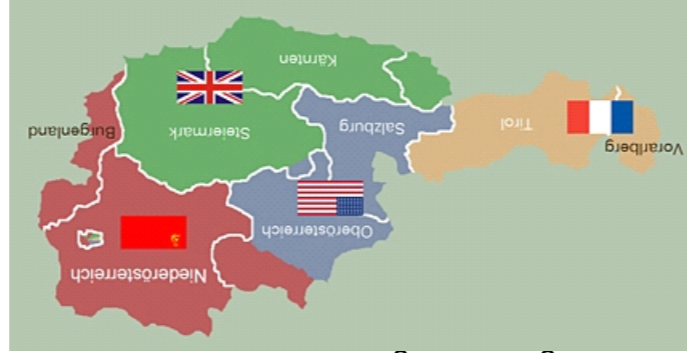 Niederösterreich
Oberösterreich
Vorarlberg
Tirol
Salzburg
Steiermark
Burgenland
Kärnten